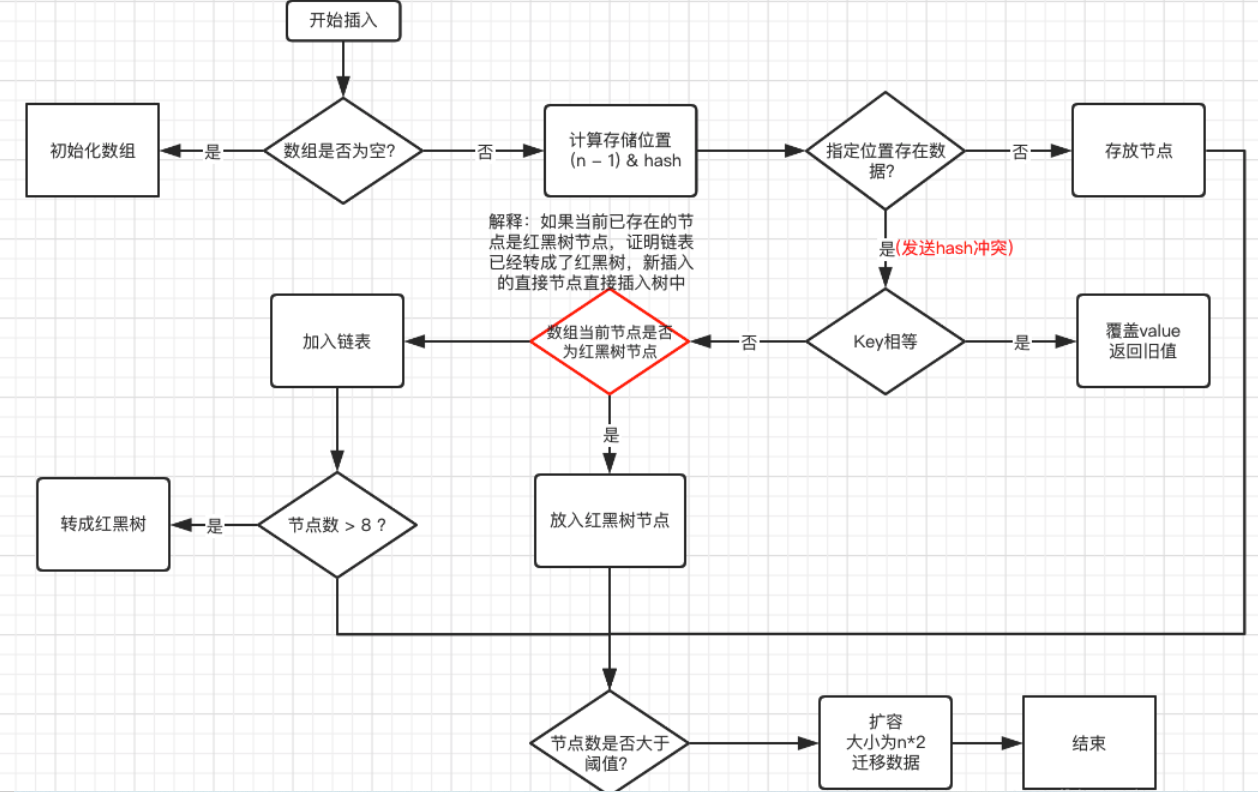 开始插入
初始化数组
是
数组是否为空?
否
计算存储位置
(n – 1) & hash
指定位置存在数
据?
否
存放节点
解释：如果当前已存在的节
点是红黑树节点，证明链表
已经转成了红黑树，新插入
的直接节点直接插入树中
是(发送hash冲突)
加入链表
数组当前节点是否
为红黑树节点
否
Key相等
是
覆盖value
返回旧值
是
转成红黑树
是
节点数 > 8 ?
放入红黑树节点
节点数是否大于
阈值?
扩容
大小为n*2
迁移数据
结束